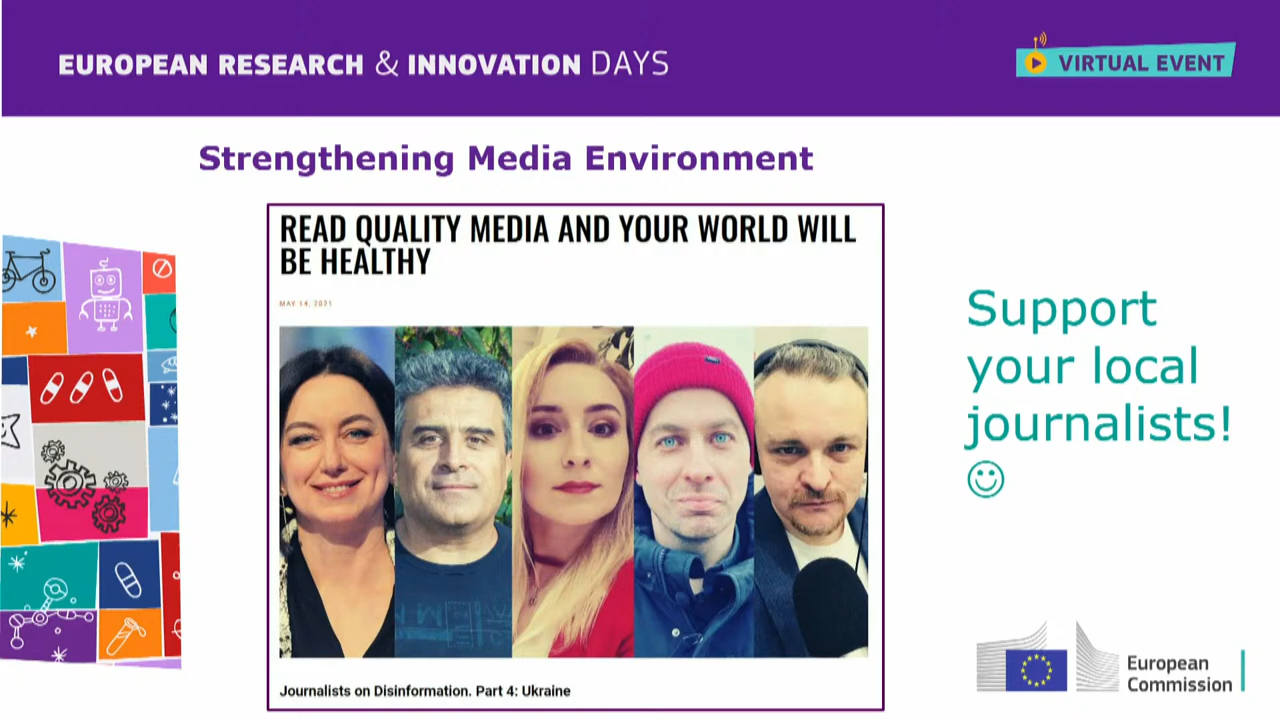 EUROPEAN RESEARCH & INNOVATION DAYS
VIRTUAL EVENT
Strengthening Media Environment
READ QUALITY MEDIA AND YOUR WORLD WILL
BE HEALTHY
MAY 14, 2021
Journalists on Disinformation. Part 4: Ukraine
Support
your local
journalists!
☺
European
Commission